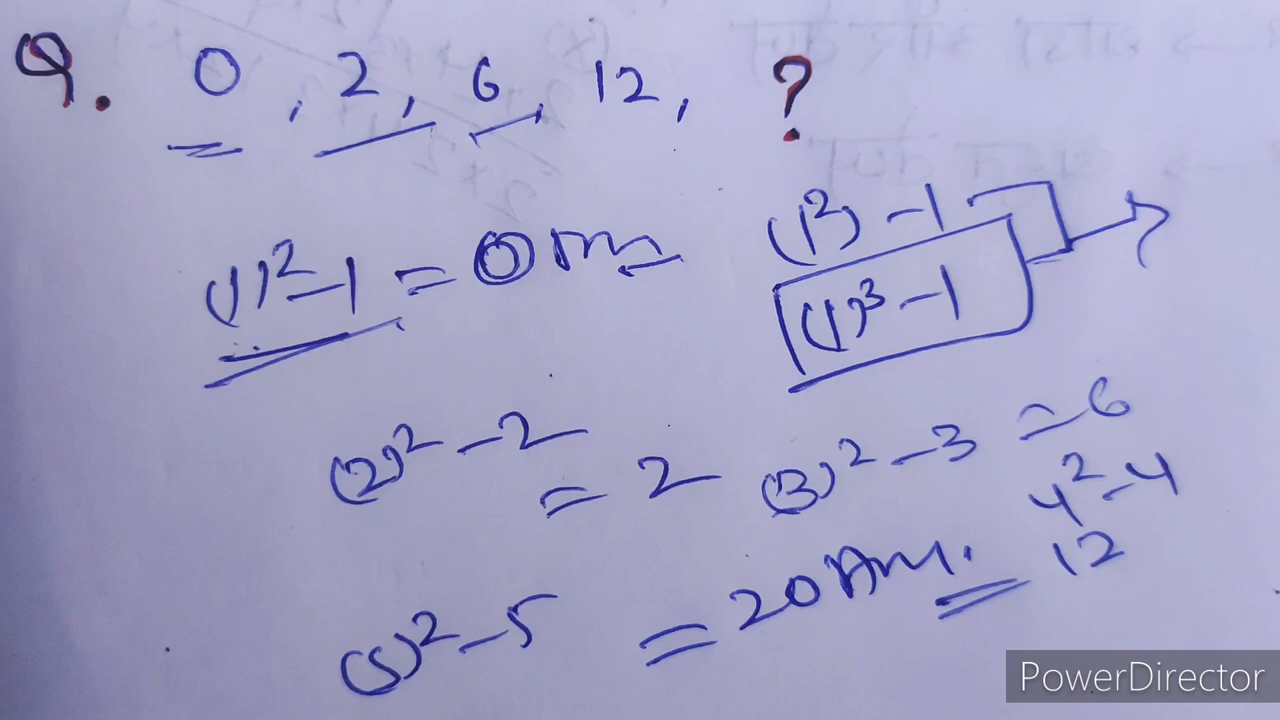 Q. 0, 2, 6, 12, ?
(1)²-1 = 0 Ans
(1²)-1
(1)³-1
(2)²-2 = 2
(3)²-3 = 6
4²-4
12
(5)²-5 = 20 Ans.
PowerDirector